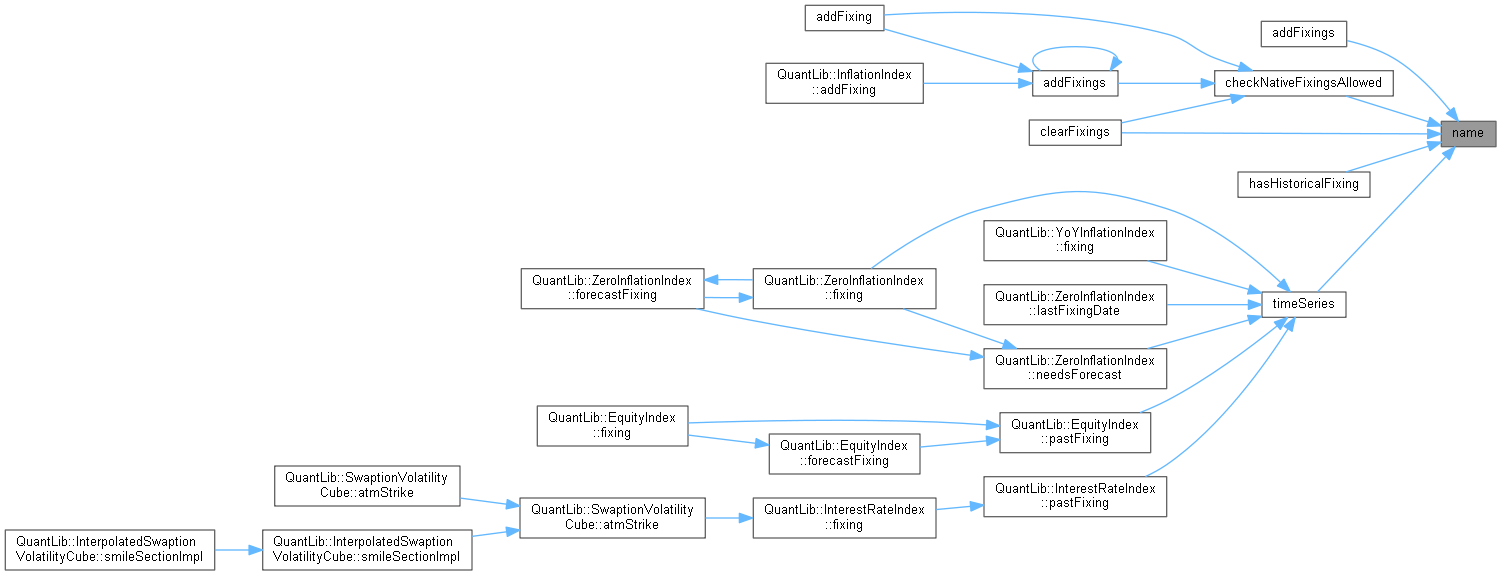 addFixing
addFixings
QuantLib::InflationIndex
::addFixing
addFixings
checkNativeFixingsAllowed
clearFixings
name
hasHistoricalFixing
QuantLib::YoYInflationIndex
::fixing
QuantLib::ZeroInflationIndex
::forecastFixing
QuantLib::ZeroInflationIndex
::fixing
QuantLib::ZeroInflationIndex
::lastFixingDate
timeSeries
QuantLib::ZeroInflationIndex
::needsForecast
QuantLib::EquityIndex
::fixing
QuantLib::EquityIndex
::forecastFixing
QuantLib::EquityIndex
::pastFixing
QuantLib::SwaptionVolatility
Cube::atmStrike
QuantLib::SwaptionVolatility
Cube::atmStrike
QuantLib::InterestRateIndex
::fixing
QuantLib::InterestRateIndex
::pastFixing
QuantLib::InterpolatedSwaption
VolatilityCube::smileSectionImpl
QuantLib::InterpolatedSwaption
VolatilityCube::smileSectionImpl